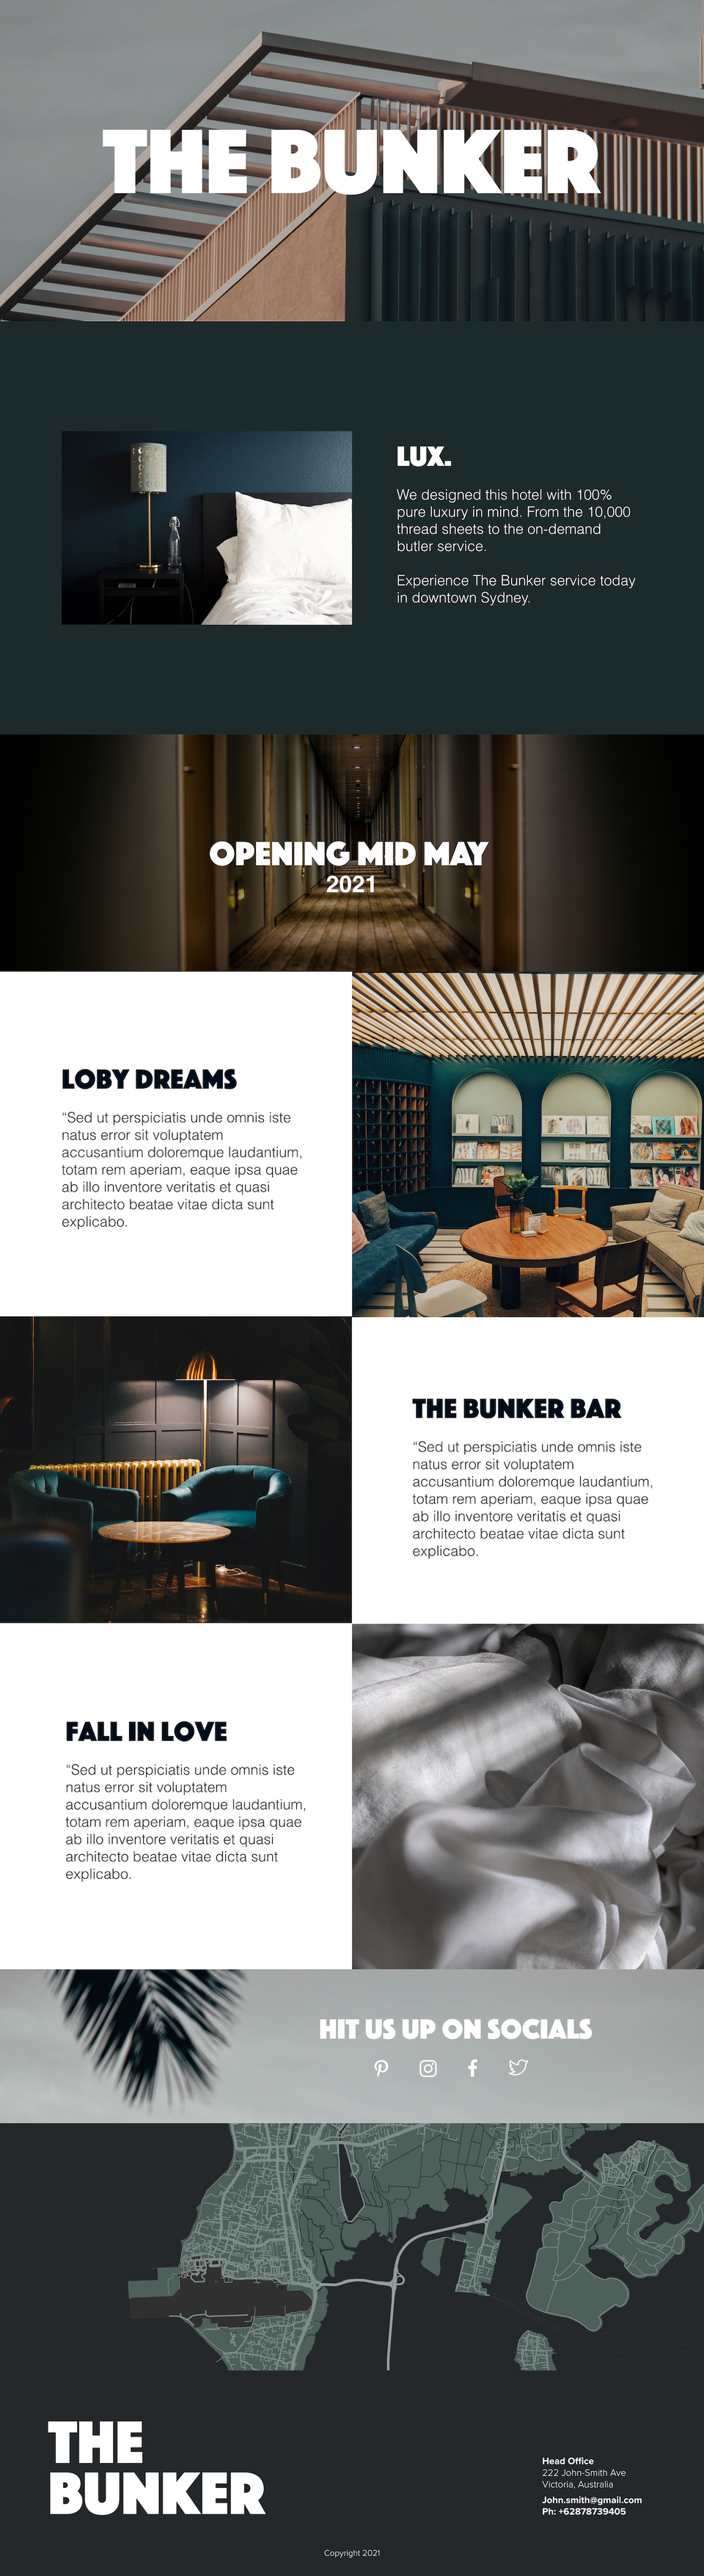 THE BUNKER
LUX.
We designed this hotel with 100%
pure luxury in mind. From the 10,000
thread sheets to the on-demand
butler service.
Experience The Bunker service today
in downtown Sydney.
OPENING MID MAY
2021
LOBY DREAMS
“Sed ut perspiciatis unde omnis iste
natus error sit voluptatem
accusantium doloremque laudantium,
totam rem aperiam, eaque ipsa quae
ab illo inventore veritatis et quasi
architecto beatae vitae dicta sunt
explicabo.
THE BUNKER BAR
“Sed ut perspiciatis unde omnis iste
natus error sit voluptatem
accusantium doloremque laudantium,
totam rem aperiam, eaque ipsa quae
ab illo inventore veritatis et quasi
architecto beatae vitae dicta sunt
explicabo.
FALL IN LOVE
“Sed ut perspiciatis unde omnis iste
natus error sit voluptatem
accusantium doloremque laudantium,
totam rem aperiam, eaque ipsa quae
ab illo inventore veritatis et quasi
architecto beatae vitae dicta sunt
explicabo.
HIT US UP ON SOCIALS
THE
BUNKER
Head Office
222 John-Smith Ave
Victoria, Australia
John.smith@gmail.com
Ph: +62878739405
Copyright 2021